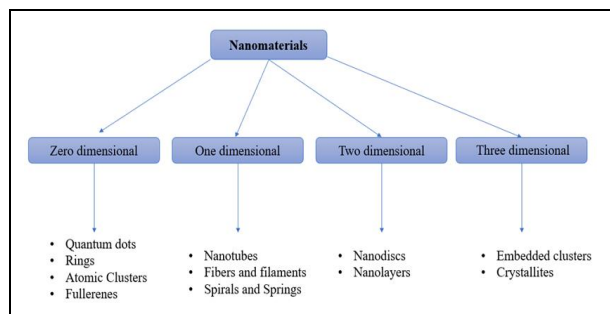 Nanomaterials
Zero dimensional
One dimensional
Two dimensional
Three dimensional
• Quantum dots
• Rings
• Atomic Clusters
• Fullerenes
• Nanotubes
• Fibers and filaments
• Spirals and Springs
• Nanodiscs
• Nanolayers
• Embedded clusters
• Crystallites